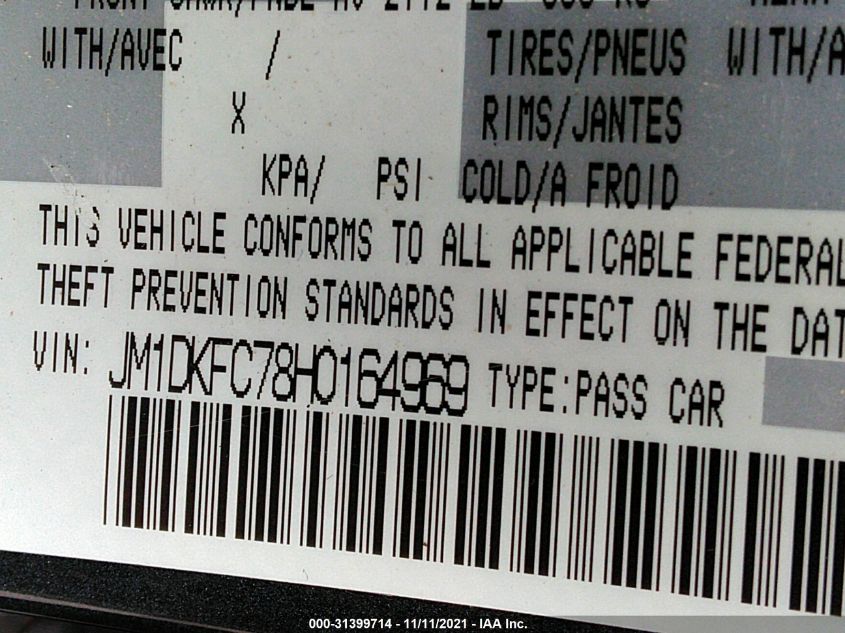 WITH/AVEC / TIRES/PNEUS WITH/A
X RIMS/JANTES
KPA/ PSI COLD/A FROID
THIS VEHICLE CONFORMS TO ALL APPLICABLE FEDERAL
THEFT PREVENTION STANDARDS IN EFFECT ON THE DAT
VIN: JM1DKFC78H0164969 TYPE:PASS CAR
000-31399714 - 11/11/2021 - IAA Inc.